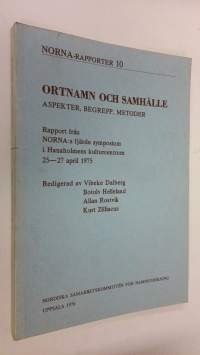 NORNA-RAPPORTER 10
ORTNAMN OCH SAMHÄLLE
ASPEKTER, BEGREPP, METODER
Rapport från
NORNA:s fjärde symposium
i Hanaholmens kulturcentrum
25—27 april 1975
Redigerad av Vibeke Dalberg
Botolv Helleland
Allan Rostvik
Kurt Zilliacus
NORDISKA SAMARBETSKOMMITTÉN FÖR NAMNFORSKNING
UPPSALA 1976